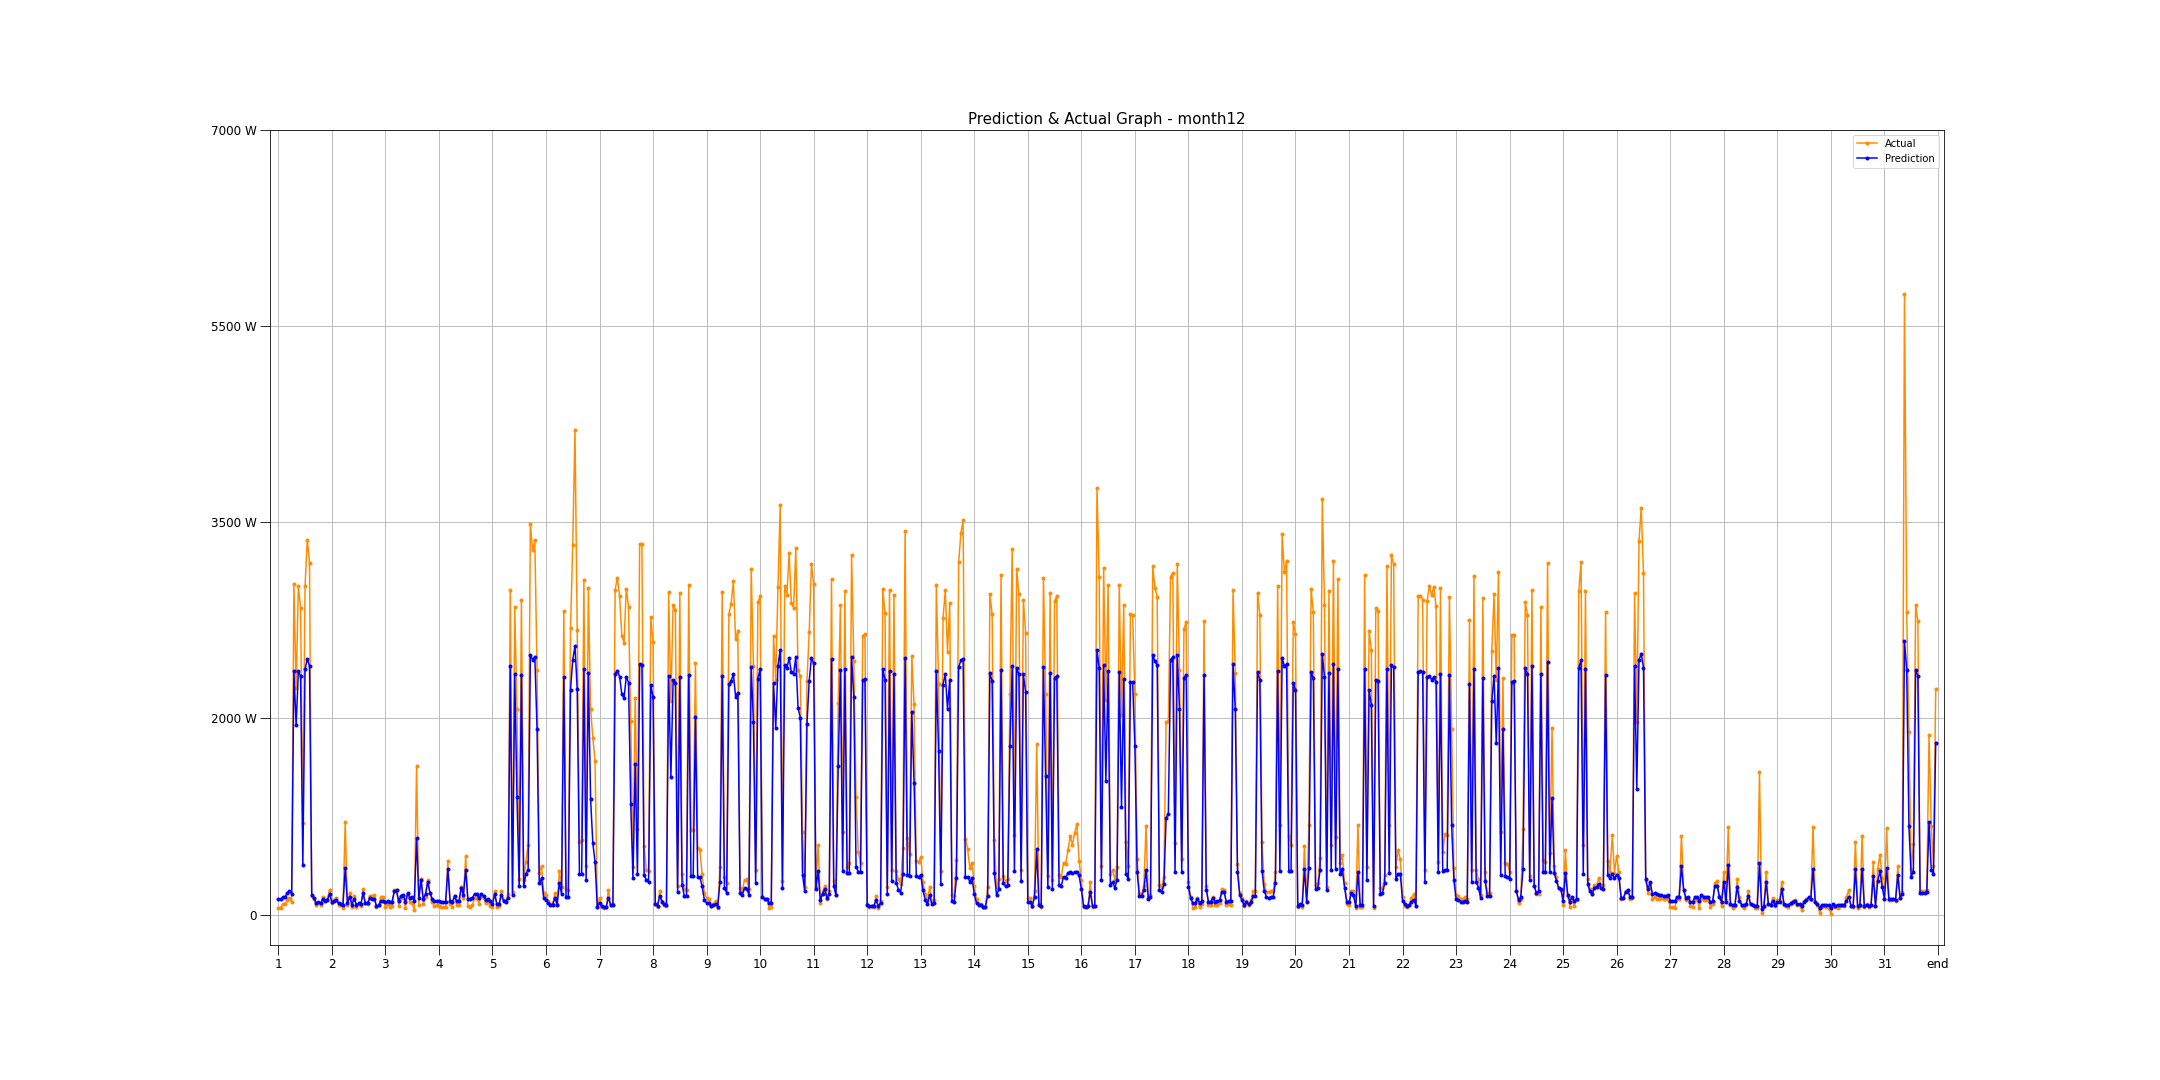 Prediction & Actual Graph - month12
7000 W
5500 W
3500 W
2000 W
0
Actual
Prediction
1 2 3 4 5 6 7 8 9 10 11 12 13 14 15 16 17 18 19 20 21 22 23 24 25 26 27 28 29 30 31 end